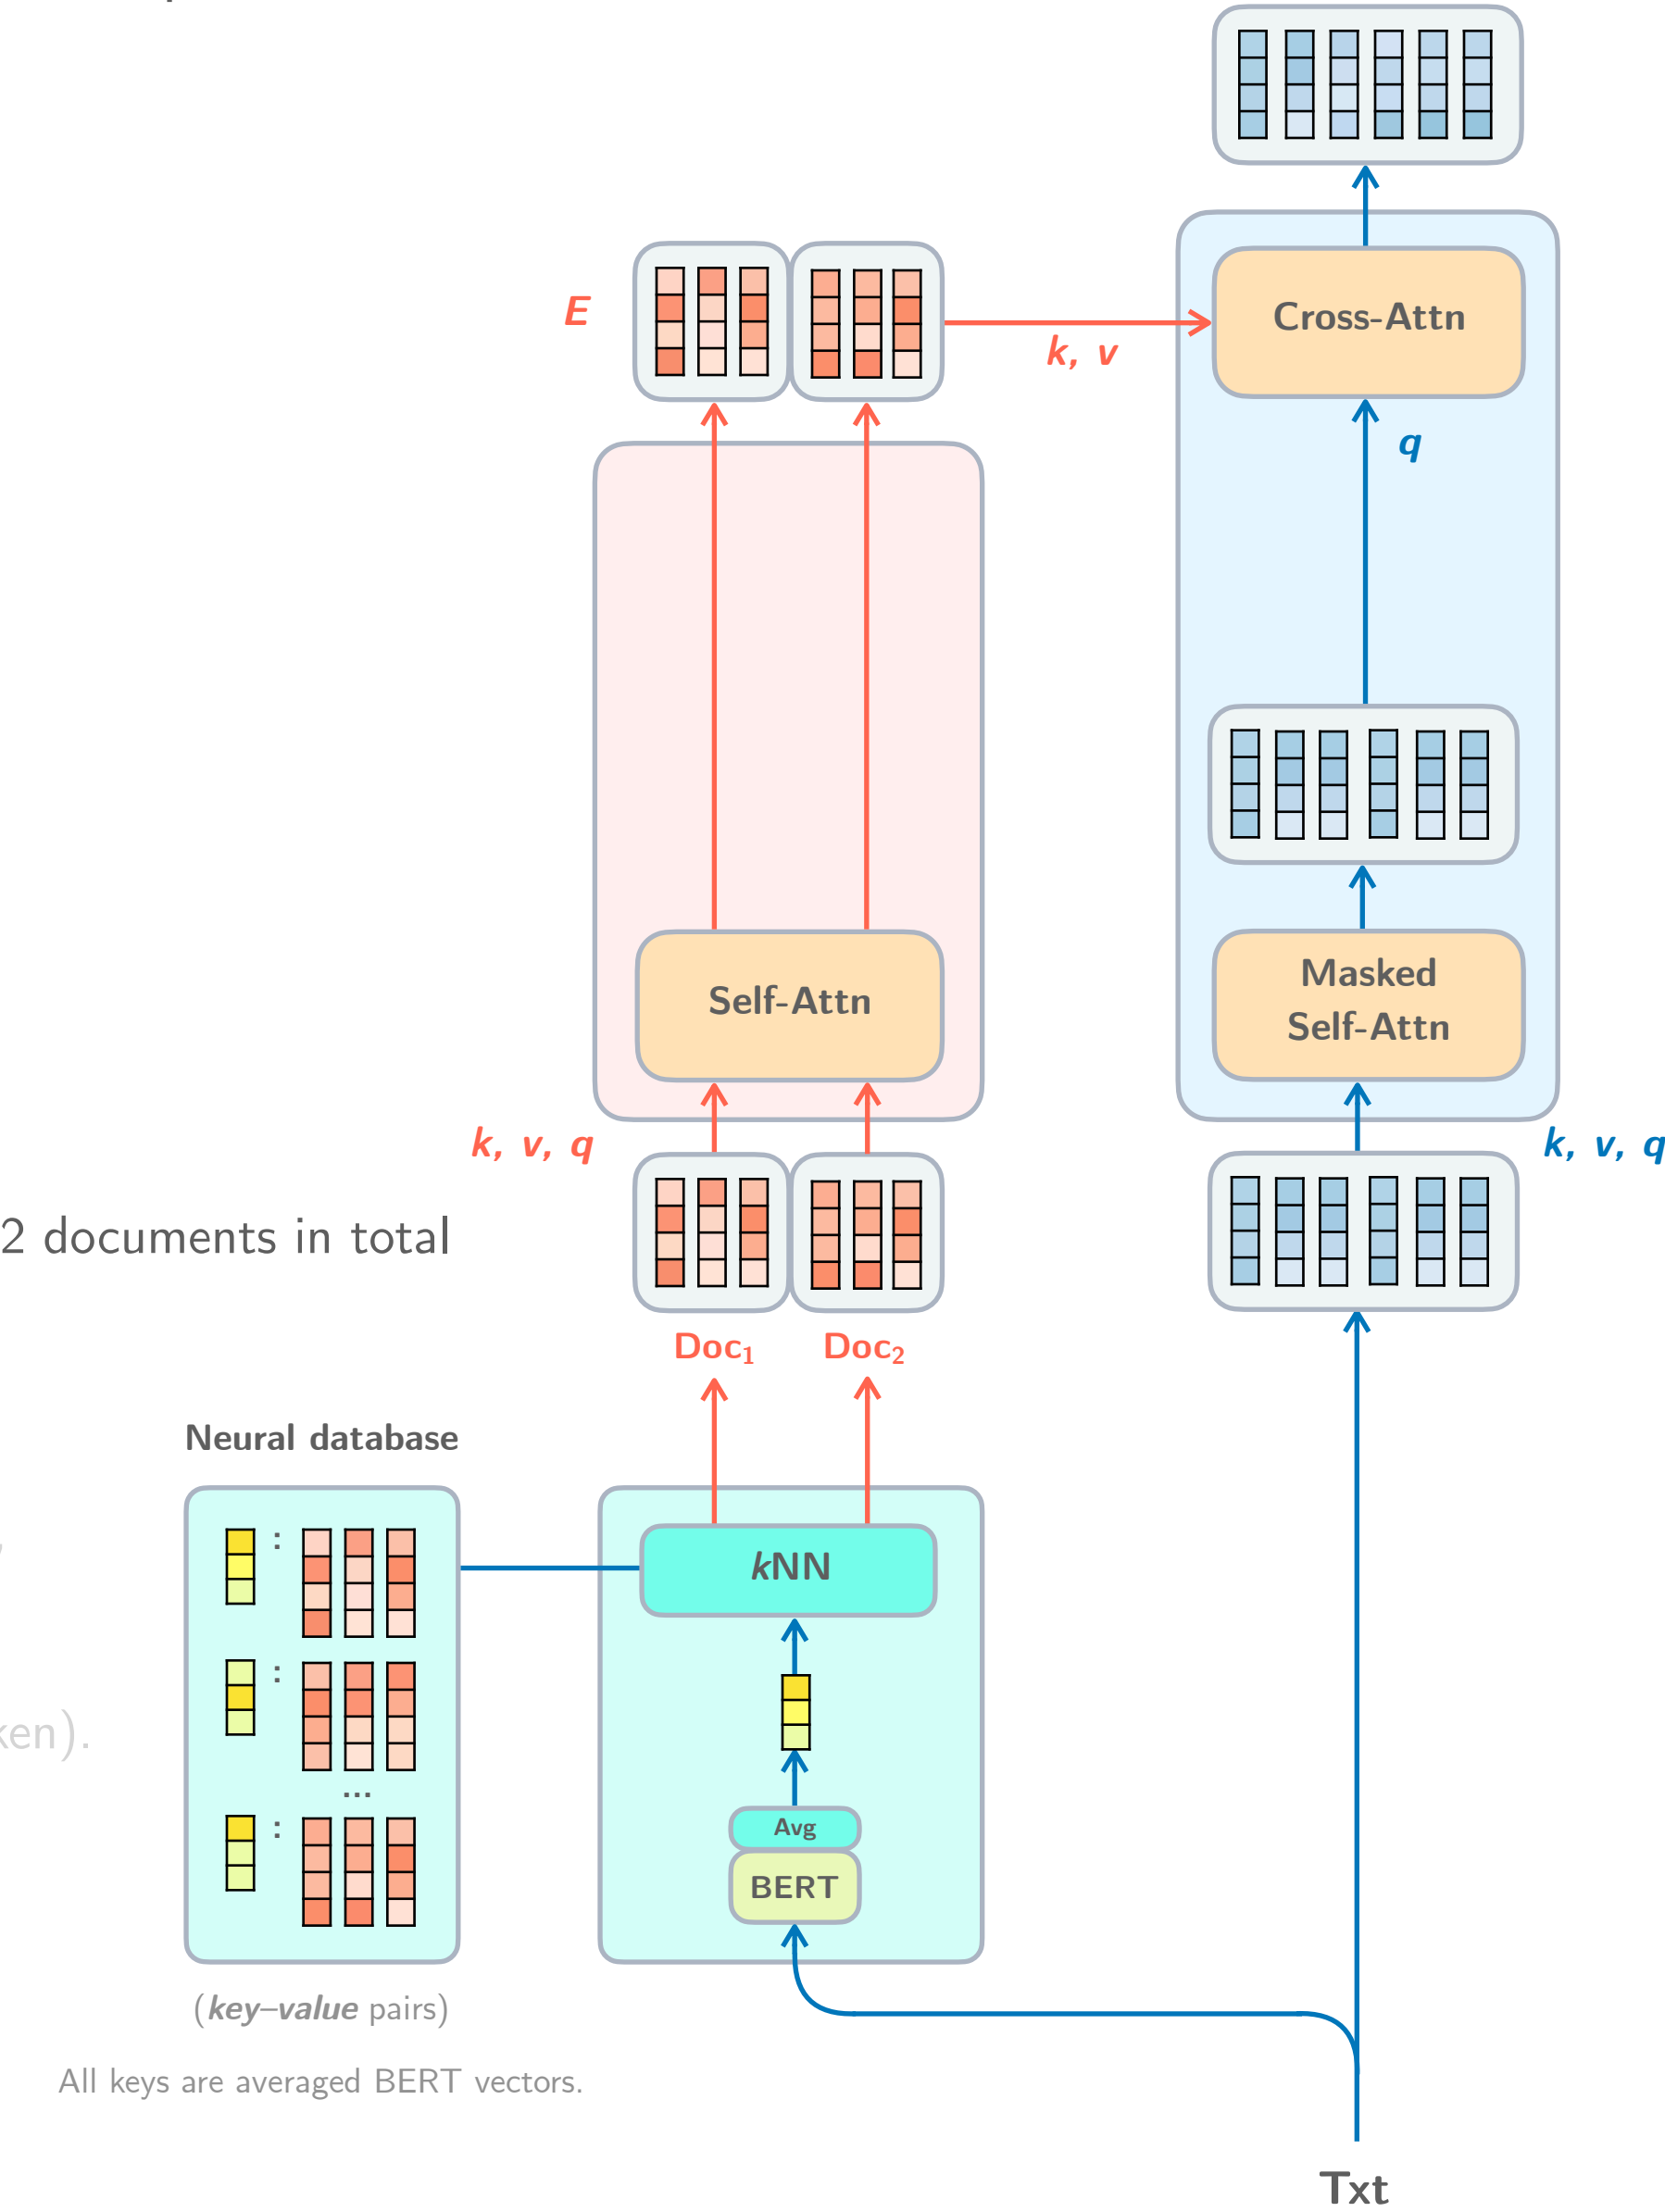 E
Cross-Attn
k, v
q
Self-Attn
Masked
Self-Attn
k, v, q
k, v, q
2 documents in total
Doc1
Doc2
Neural database
kNN
:
:
ken).
...
:
Avg
BERT
(key–value pairs)
All keys are averaged BERT vectors.
Txt